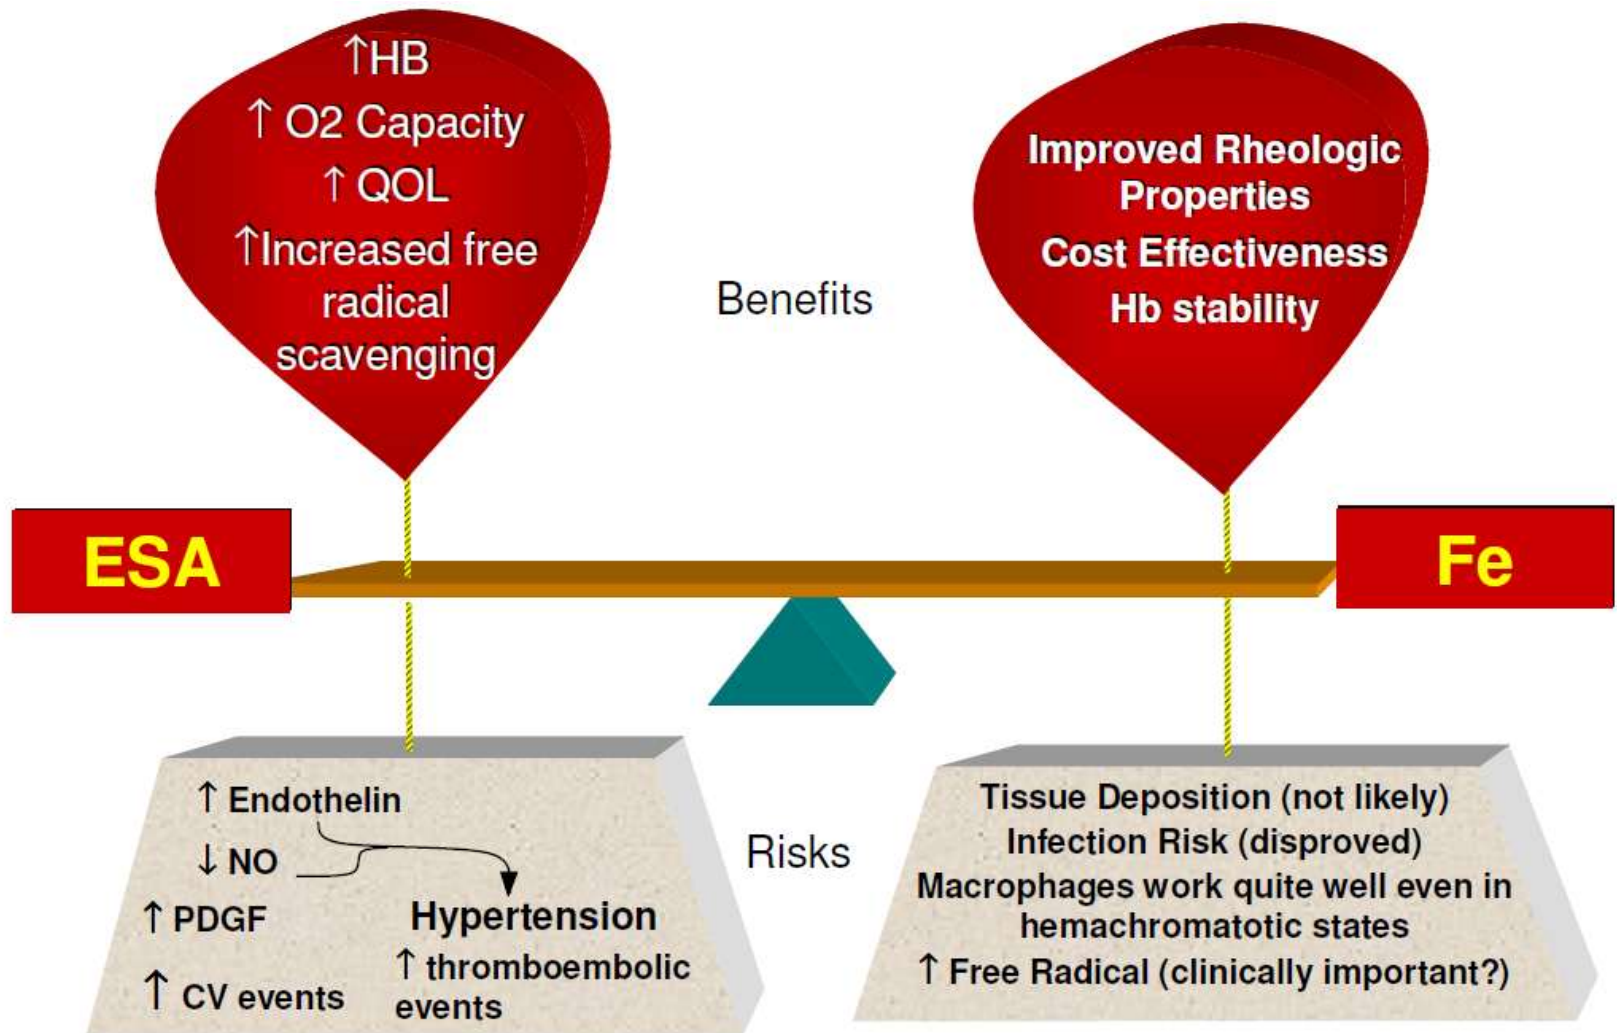 ↑HB
↑ O2 Capacity
↑ QOL
↑Increased free
radical
scavenging
Improved Rheologic
Properties
Cost Effectiveness
Hb stability
Benefits
ESA
Fe
↑ Endothelin
↓ NO
↑ PDGF
↑ CV events
Hypertension
↑ thromboembolic
events
Risks
Tissue Deposition (not likely)
Infection Risk (disproved)
Macrophages work quite well even in
hemachromatotic states
↑ Free Radical (clinically important?)